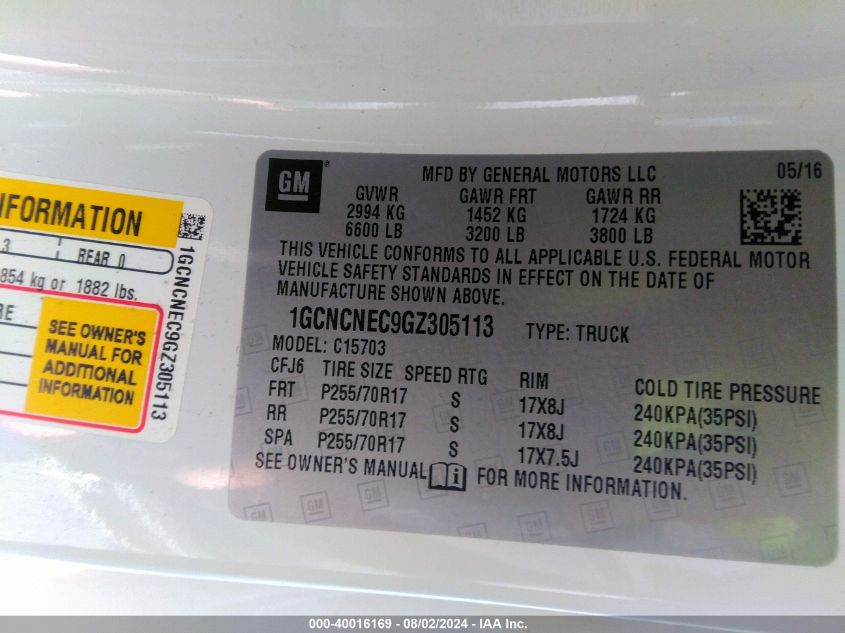 GM
MFD BY GENERAL MOTORS LLC 05/16
GVWR GAWR FRT GAWR RR
2994 KG 1452 KG 1724 KG
6600 LB 3200 LB 3800 LB
THIS VEHICLE CONFORMS TO ALL APPLICABLE U.S. FEDERAL MOTOR
VEHICLE SAFETY STANDARDS IN EFFECT ON THE DATE OF
MANUFACTURE SHOWN ABOVE.
1GCNCNEC9GZ305113 TYPE: TRUCK
MODEL: C15703
CFJ6 TIRE SIZE SPEED RTG RIM COLD TIRE PRESSURE
FRT P255/70R17 S 17X8J 240KPA(35PSI)
RR P255/70R17 S 17X8J 240KPA(35PSI)
SPA P255/70R17 S 17X7.5J 240KPA(35PSI)
SEE OWNER'S MANUAL FOR MORE INFORMATION.
NFORMATION
3 REAR 0
854 kg or 1882 lbs.
RE
SEE OWNER'S
MANUAL FOR
ADDITIONAL
INFORMATION
1GCNCNEC9GZ305113
000-40016169 - 08/02/2024 - IAA Inc.